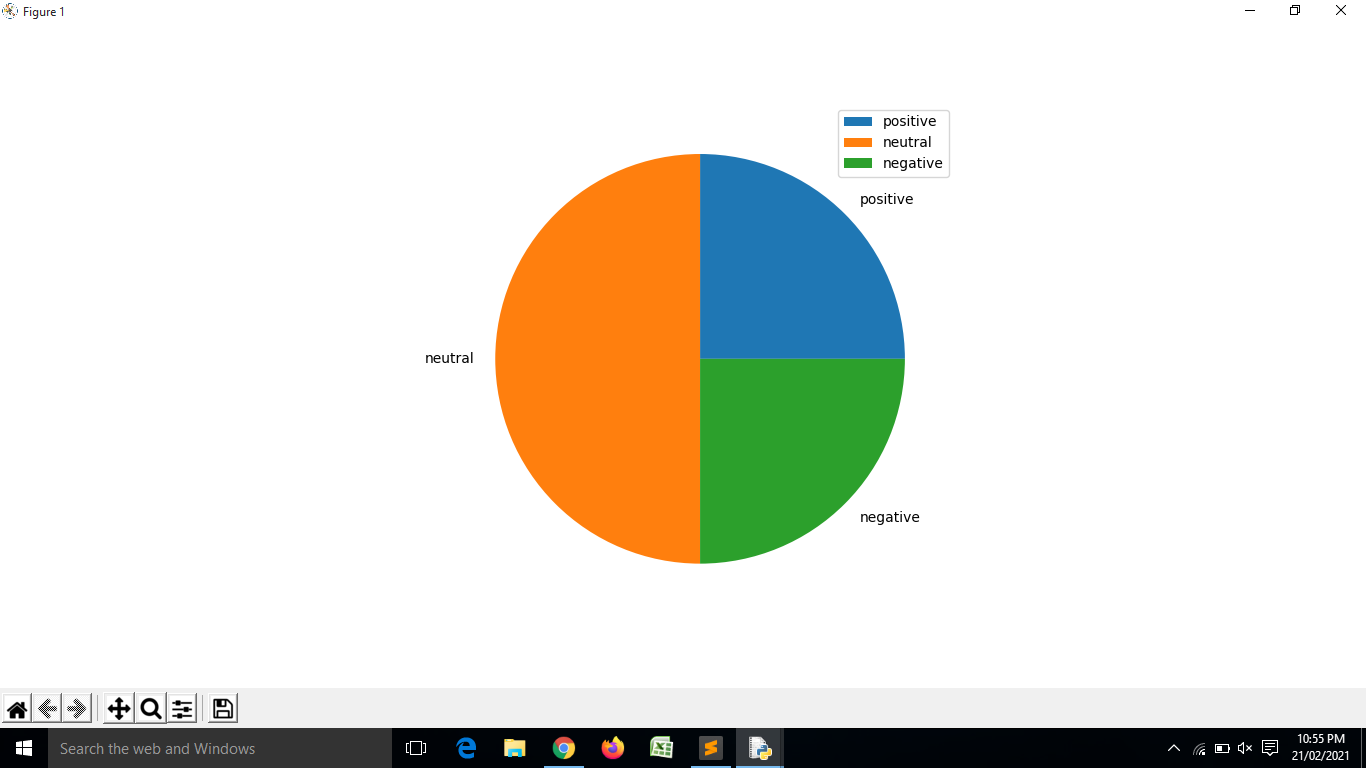 Figure 1
positive
neutral
negative
positive
neutral
negative
Search the web and Windows
10:55 PM
21/02/2021